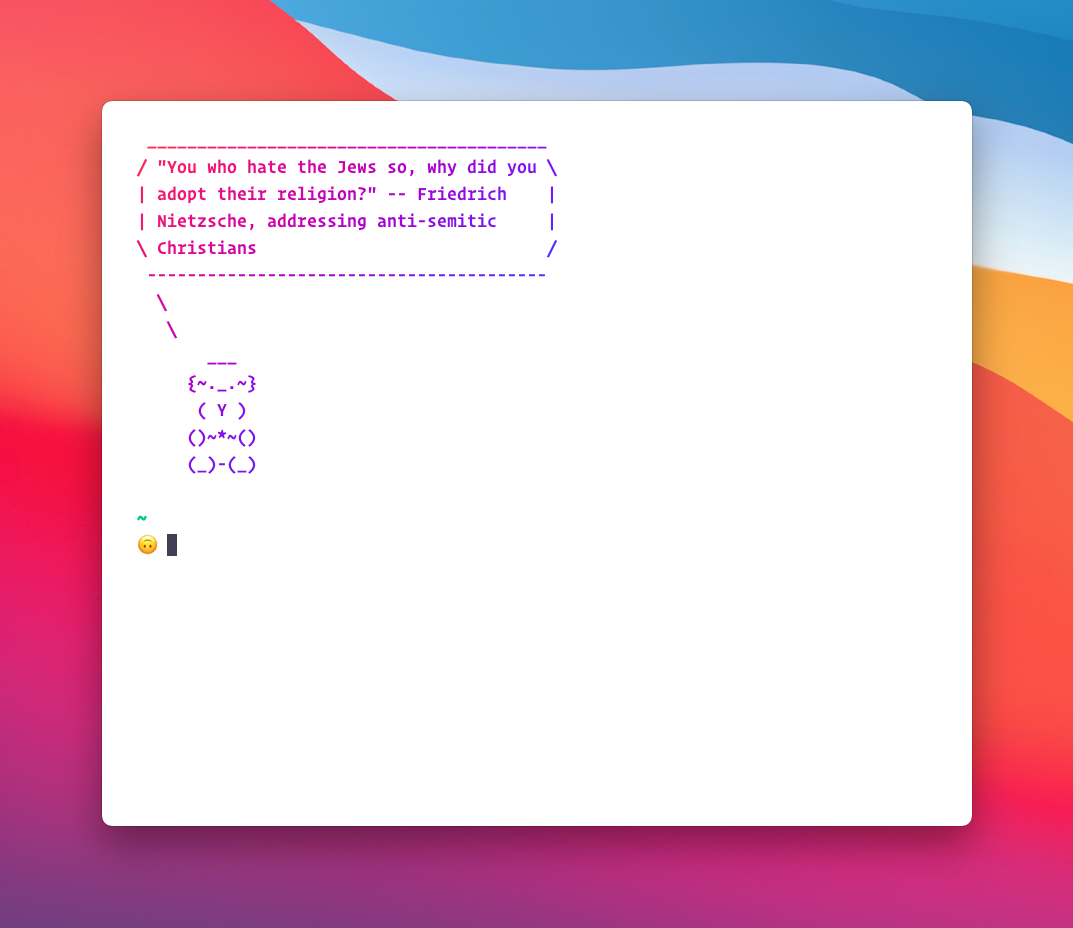 ________________________________________
/ "You who hate the Jews so, why did you \
| adopt their religion?" -- Friedrich    |
| Nietzsche, addressing anti-semitic     |
\ Christians                             /
 ----------------------------------------
  \
   \
       ___
     {~._.~}
      ( Y )
     ()~*~()
     (_)-(_)
~
🙃